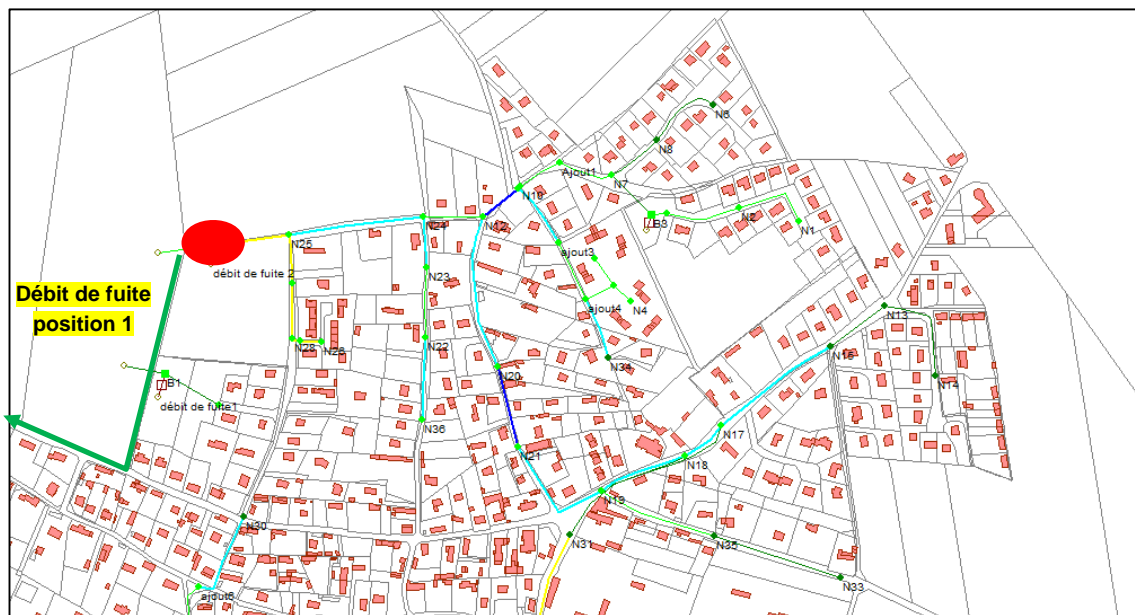 N6
N8
Ajout1
N7
N10
N2
B3
N1
N12
N24
N25
ajout3
N23
débit de fuite 2
Débit de fuite
position 1
ajout4
N4
N13
N22
N28
N26
N34
N16
N20
N14
B1
débit de fuite1
N36
N17
N21
N18
N19
N30
N31
N35
N33
ajout6